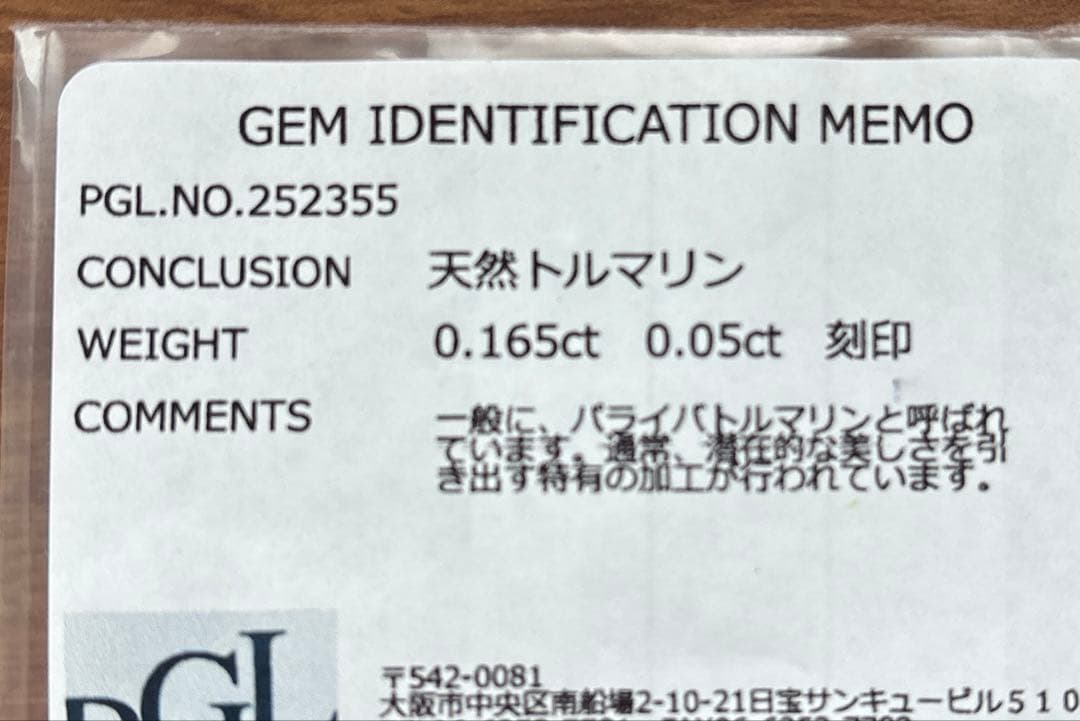 GEM IDENTIFICATION MEMO
PGL.NO.252355
CONCLUSION 天然トルマリン
WEIGHT 0.165ct 0.05ct 刻印
COMMENTS 一般に、パライバトルマリンと呼ばれ
ています。通常、潜在的な美しさを引
き出す特有の加工が行われています。
PGL
〒542-0081
大阪市中央区南船場2-10-21日宝サンキュービル510